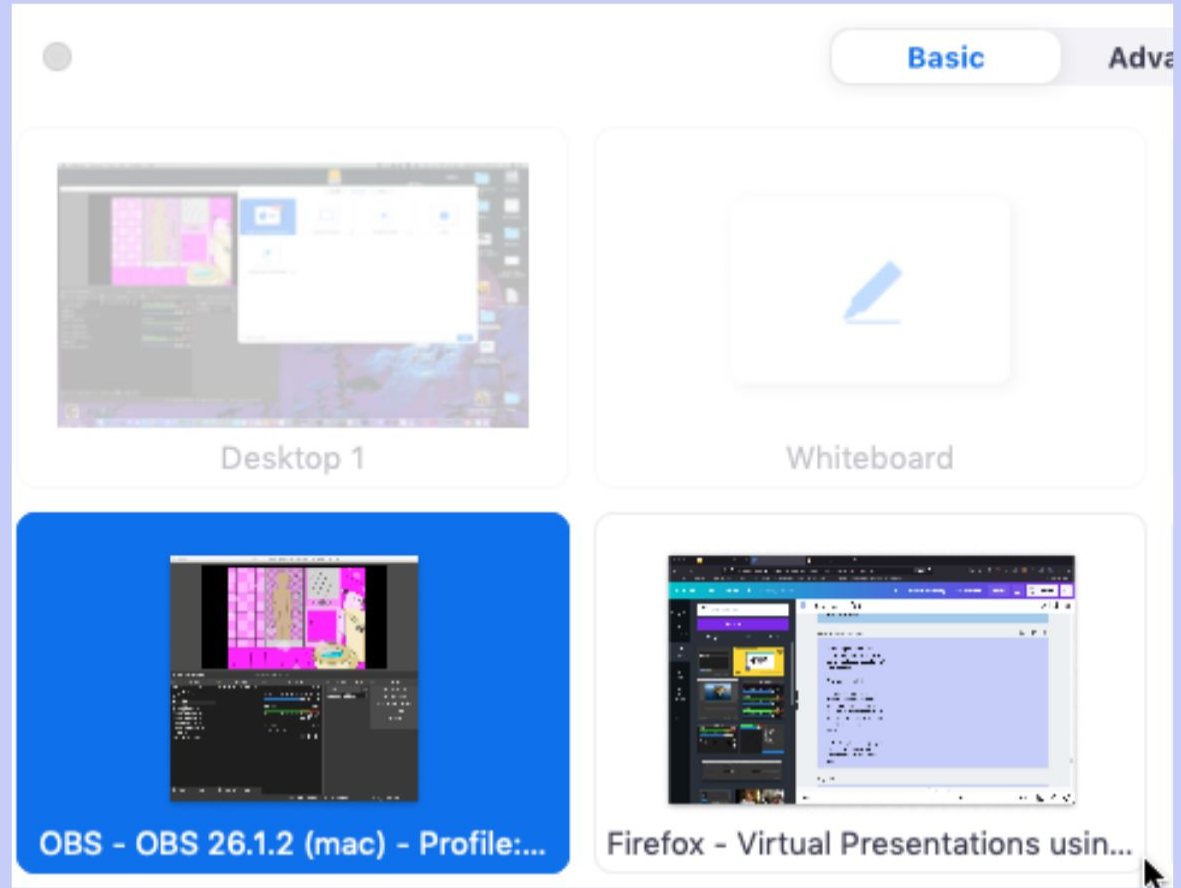 Basic
Adva
Desktop 1
Whiteboard
OBS - OBS 26.1.2 (mac) - Profile:...
Firefox - Virtual Presentations usin...